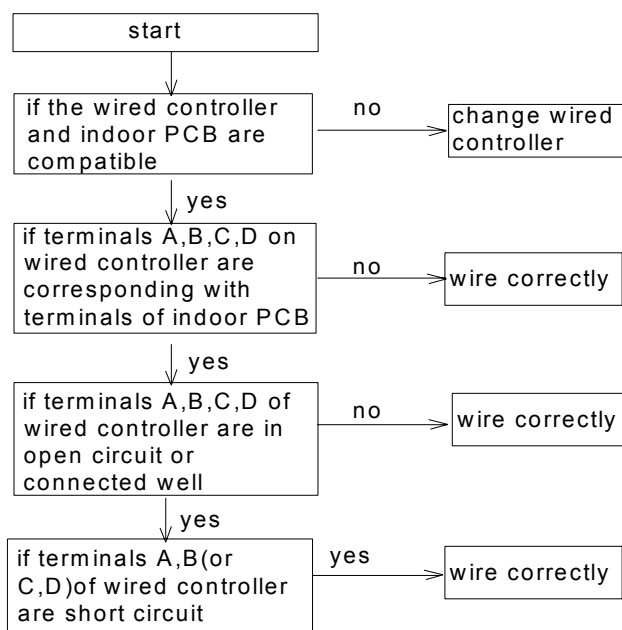 start
if the wired controller
and indoor PCB are
compatible
no
change wired
controller
yes
if terminals A,B,C,D on
wired controller are
corresponding with
terminals of indoor PCB
no
wire correctly
yes
if terminals A,B,C,D of
wired controller are in
open circuit or
connected well
no
wire correctly
yes
if terminals A,B(or
C,D)of wired controller
are short circuit
yes
wire correctly